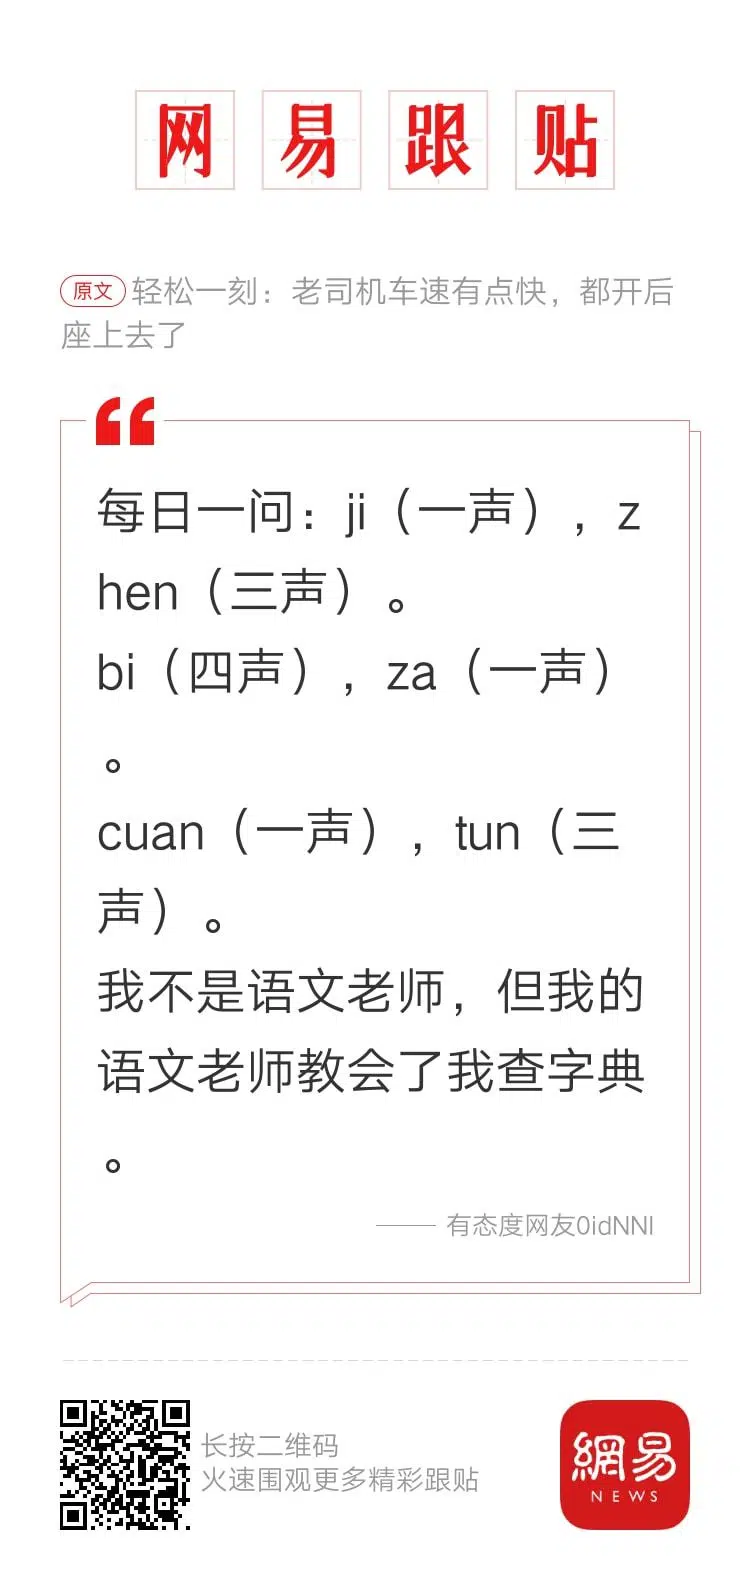 网易跟贴
原文 轻松一刻：老司机车速有点快，都开后
座上去了
每日一问：ji（一声），z
hen（三声）。
bi（四声），za（一声）
。
cuan（一声），tun（三
声）。
我不是语文老师，但我的
语文老师教会了我查字典
。
—— 有态度网友0idNNl
长按二维码
火速围观更多精彩跟贴
網易
NEWS